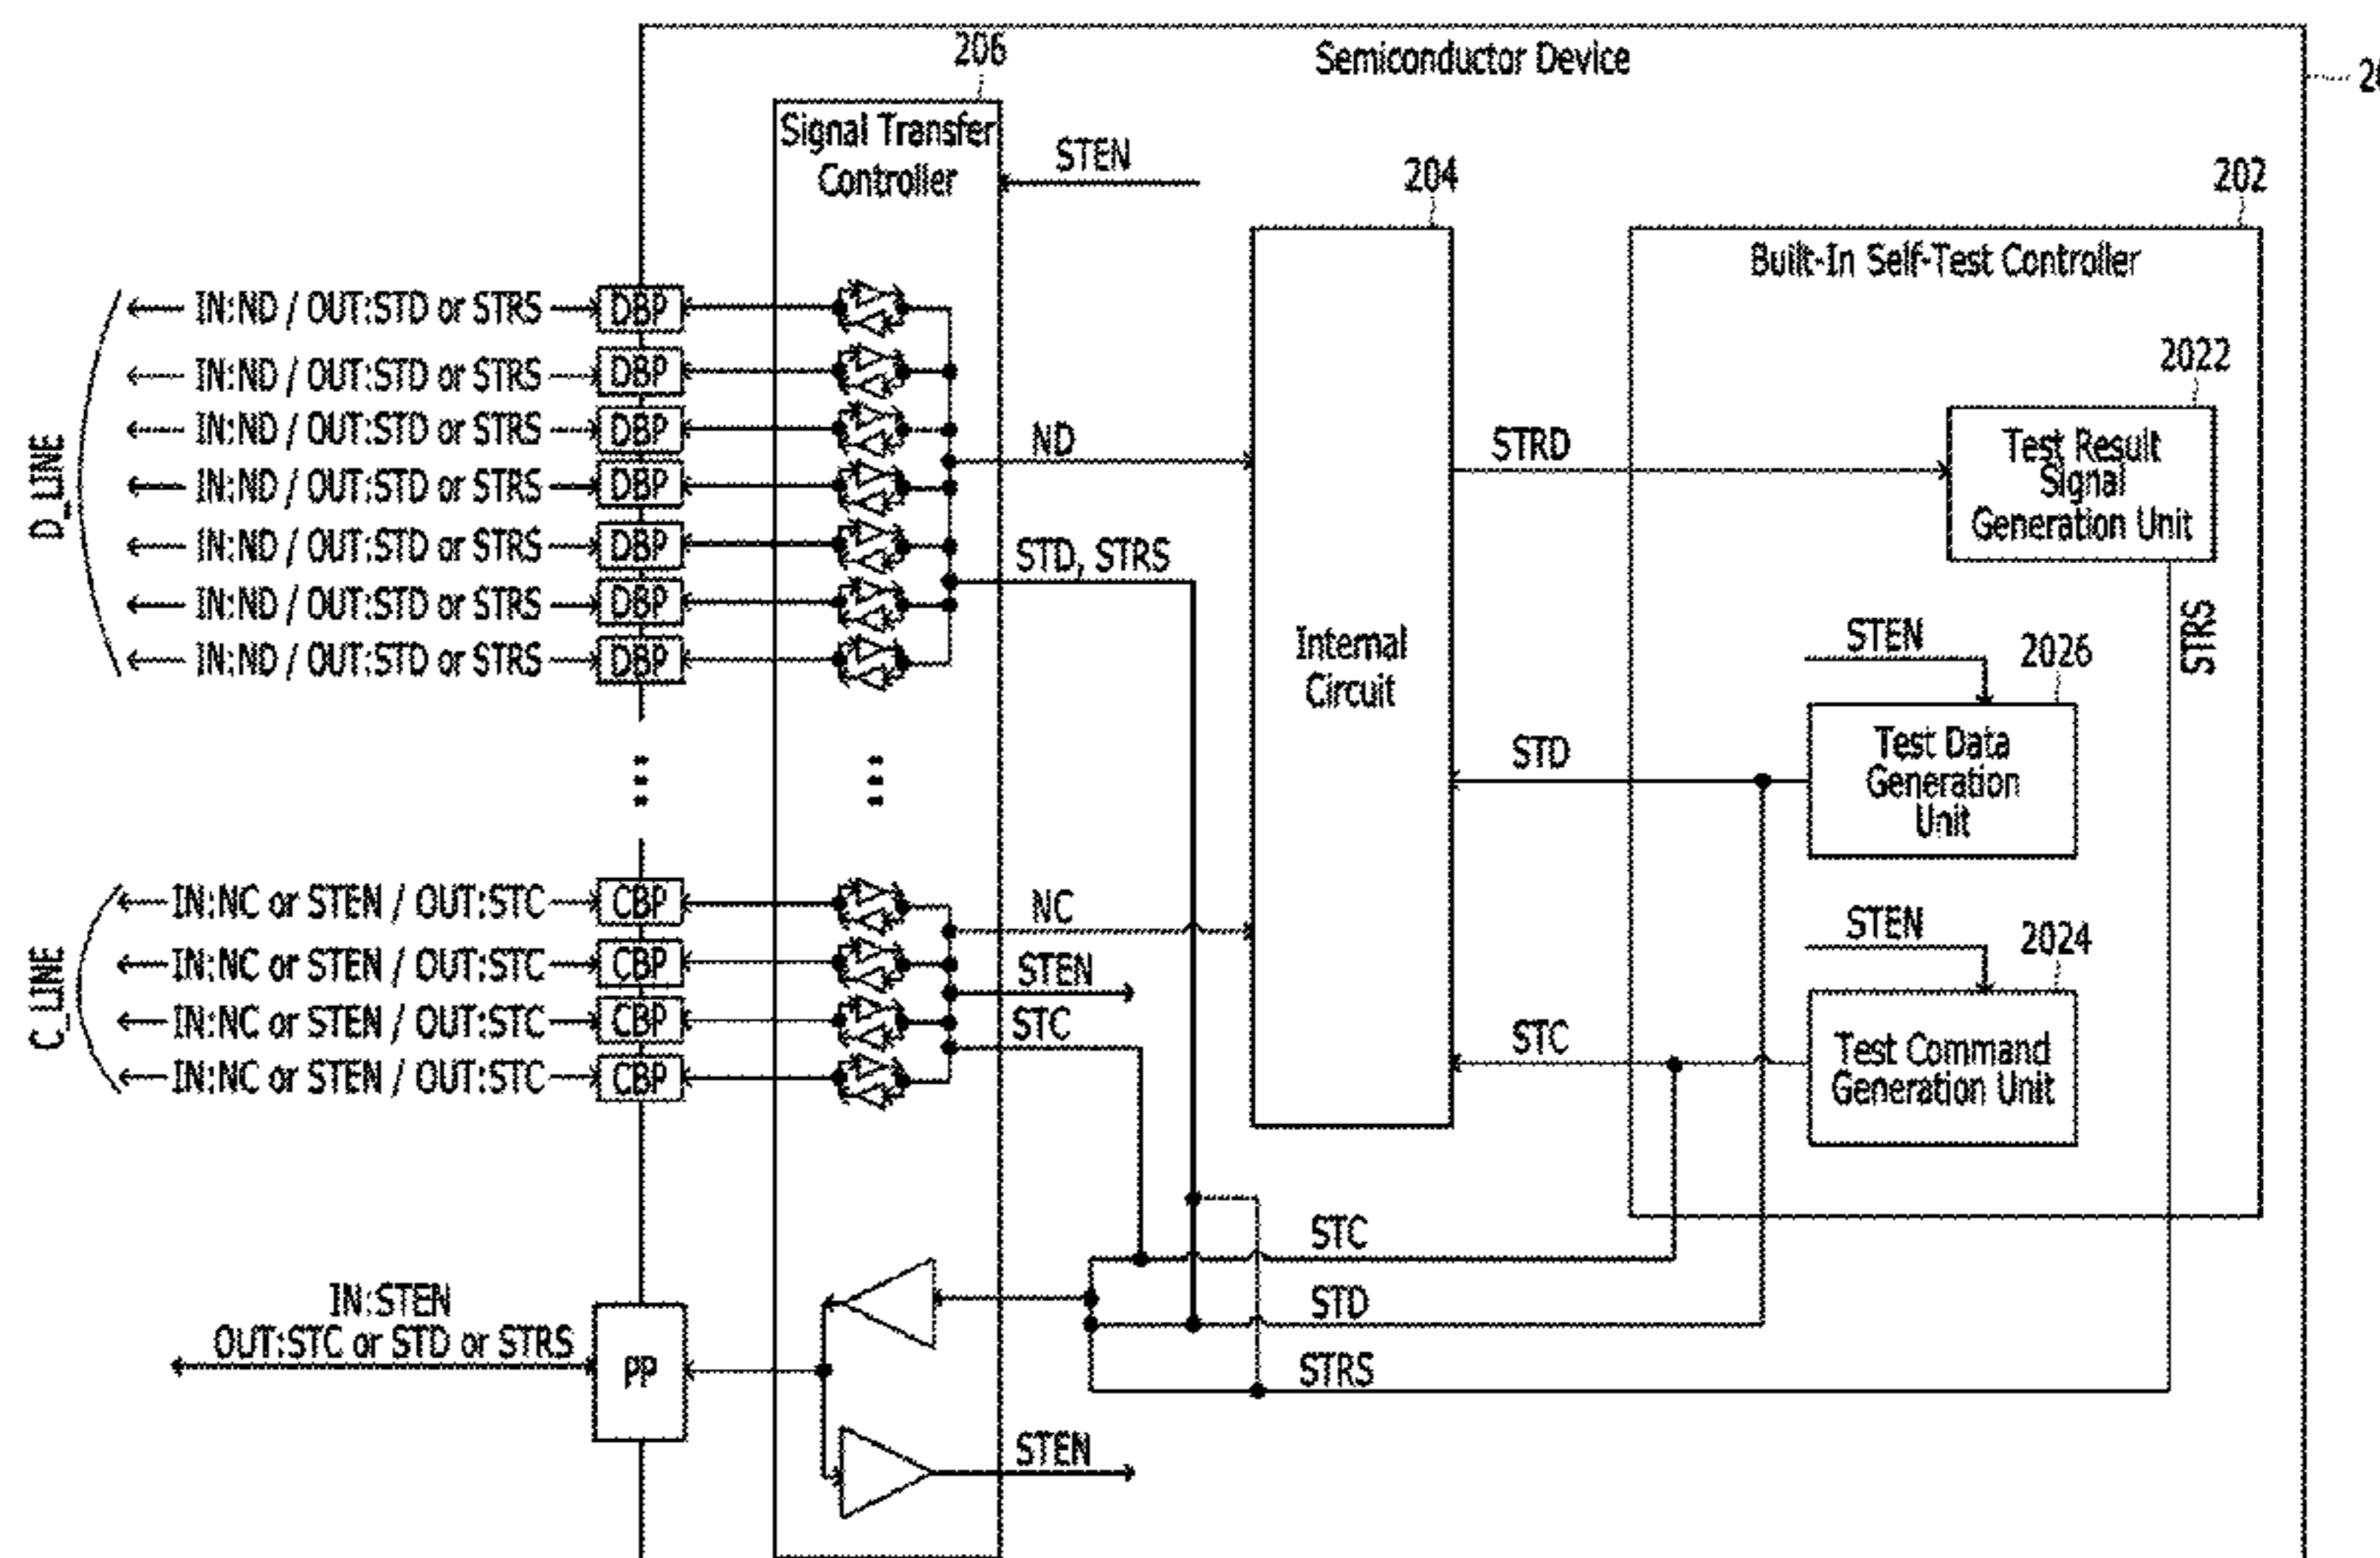 Semiconductor Device
206
Signal Transfer
Controller
STEN
204
202
Built-In Self-Test Controller
D_LINE
IN:ND / OUT:STD or STRS
DBP
IN:ND / OUT:STD or STRS
DBP
IN:ND / OUT:STD or STRS
DBP
IN:ND / OUT:STD or STRS
DBP
IN:ND / OUT:STD or STRS
DBP
IN:ND / OUT:STD or STRS
DBP
IN:ND / OUT:STD or STRS
DBP
ND
STD, STRS
Internal
Circuit
STRD
2022
Test Result
Signal
Generation Unit
STRS
STEN
2026
Test Data
Generation
Unit
STD
C_LINE
IN:NC or STEN / OUT:STC
CBP
IN:NC or STEN / OUT:STC
CBP
IN:NC or STEN / OUT:STC
CBP
IN:NC or STEN / OUT:STC
CBP
NC
STEN
STC
STEN
2024
Test Command
Generation Unit
STC
STC
STD
STRS
IN:STEN
OUT:STC or STD or STRS
PP
STEN